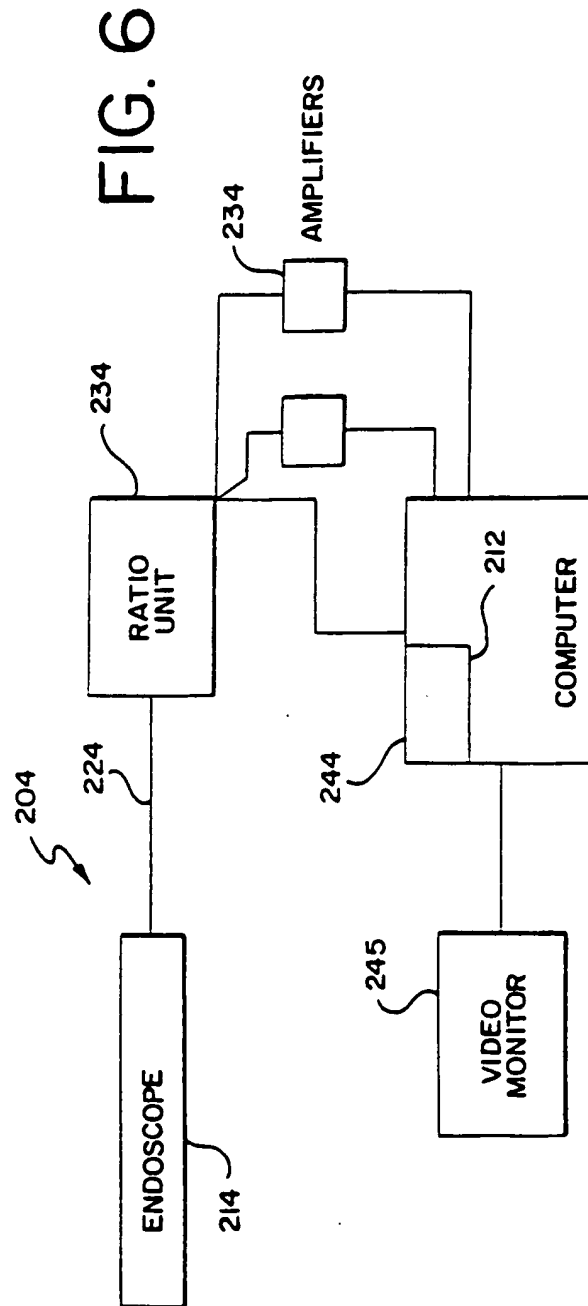 FIG. 6
204
224
234
234
ENDOSCOPE
214
RATIO
UNIT
AMPLIFIERS
245
244
212
VIDEO
MONITOR
COMPUTER